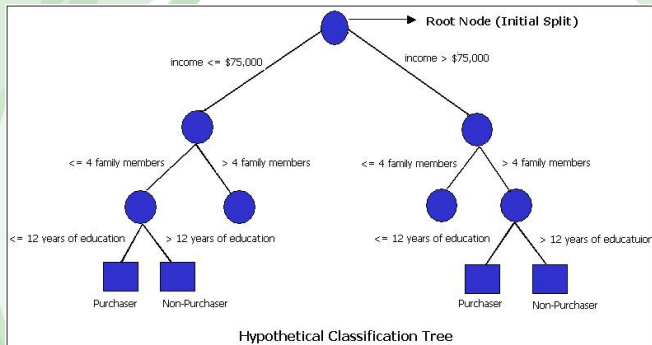 Root Node (Initial Split)
income <= $75,000
income > $75,000
<= 4 family members
> 4 family members
<= 4 family members
> 4 family members
<= 12 years of education
> 12 years of education
<= 12 years of education
> 12 years of educatuion
Purchaser
Non-Purchaser
Purchaser
Non-Purchaser
Hypothetical Classification Tree